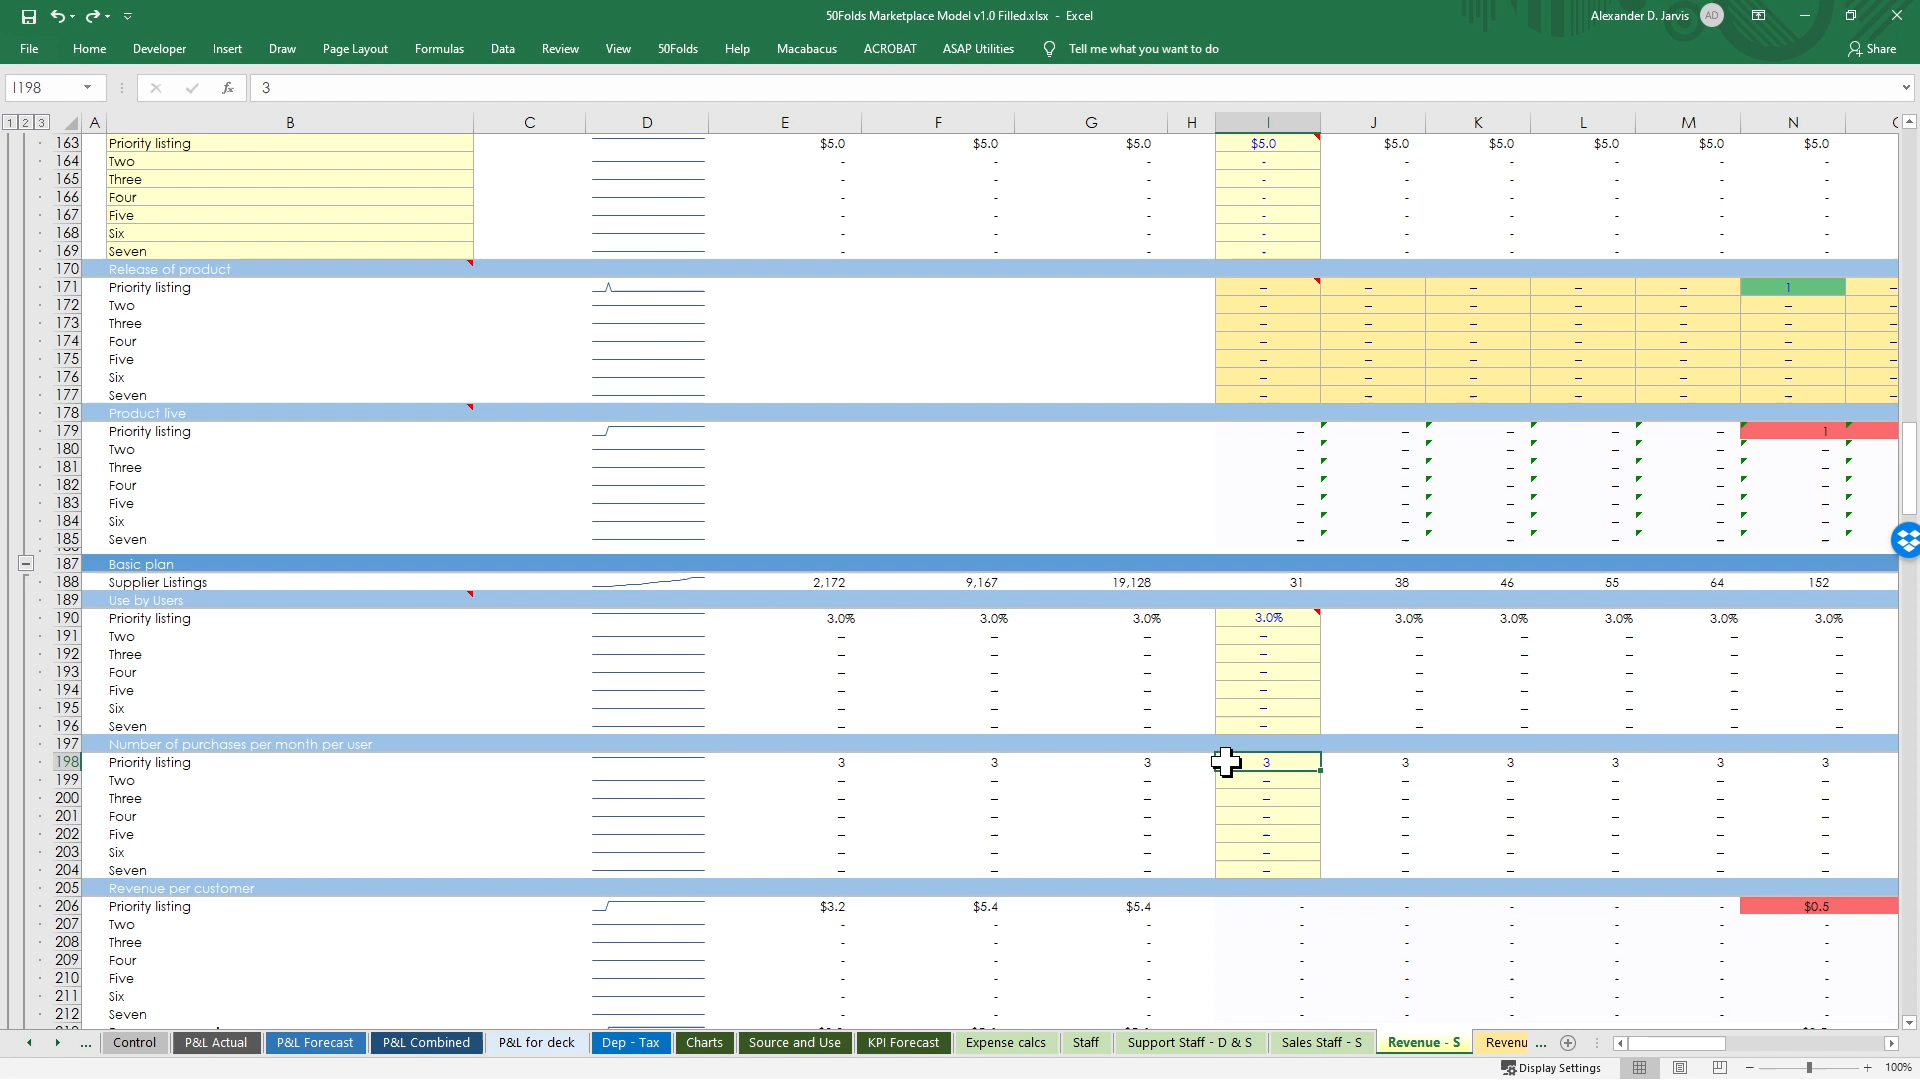 50Folds Marketplace Model v1.0 Filled.xlsx - Excel
Alexander D. Jarvis AD
File Home Developer Insert Draw Page Layout Formulas Data Review View 50Folds Help Macabacus ACROBAT ASAP Utilities Tell me what you want to do Share
I198 fx 3
1 2 3 A B C D E F G H I J K L M N
163 Priority listing $5.0 $5.0 $5.0 $5.0 $5.0 $5.0 $5.0 $5.0 $5.0
164 Two - - - - - - - - -
165 Three - - - - - - - - -
166 Four - - - - - - - - -
167 Five - - - - - - - - -
168 Six - - - - - - - - -
169 Seven - - - - - - - - -
170 Release of product
171 Priority listing – – – – – 1 –
172 Two – – – – – – –
173 Three – – – – – – –
174 Four – – – – – – –
175 Five – – – – – – –
176 Six – – – – – – –
177 Seven – – – – – – –
178 Product live
179 Priority listing – – – – – 1
180 Two – – – – – –
181 Three – – – – – –
182 Four – – – – – –
183 Five – – – – – –
184 Six – – – – – –
185 Seven – – – – – –
187 Basic plan
188 Supplier Listings 2,172 9,167 19,128 31 38 46 55 64 152
189 Use by Users
190 Priority listing 3.0% 3.0% 3.0% 3.0% 3.0% 3.0% 3.0% 3.0% 3.0%
191 Two – – – – – – – – –
192 Three – – – – – – – – –
193 Four – – – – – – – – –
194 Five – – – – – – – – –
195 Six – – – – – – – – –
196 Seven – – – – – – – – –
197 Number of purchases per month per user
198 Priority listing 3 3 3 3 3 3 3 3 3
199 Two – – – – – – – – –
200 Three – – – – – – – – –
201 Four – – – – – – – – –
202 Five – – – – – – – – –
203 Six – – – – – – – – –
204 Seven – – – – – – – – –
205 Revenue per customer
206 Priority listing $3.2 $5.4 $5.4 - - - - - $0.5
207 Two - - - - - - - - -
208 Three - - - - - - - - -
209 Four - - - - - - - - -
210 Five - - - - - - - - -
211 Six - - - - - - - - -
212 Seven - - - - - - - - -
... Control P&L Actual P&L Forecast P&L Combined P&L for deck Dep - Tax Charts Source and Use KPI Forecast Expense calcs Staff Support Staff - D & S Sales Staff - S Revenue - S Revenu ...
Display Settings 100%